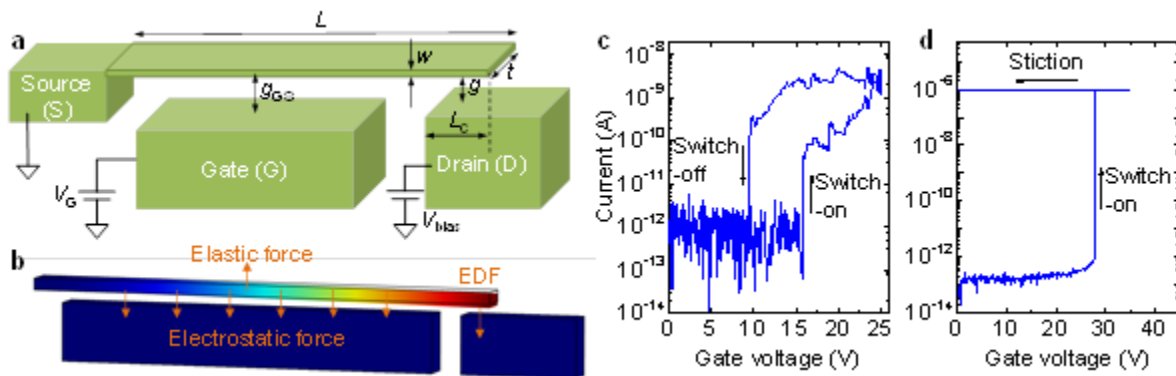 a
L
w
t
Source
(S)
g_GS
g
L_C
Gate (G)
Drain (D)
V_G
V_bias
b
Elastic force
EDF
Electrostatic force
c
Current (A)
10^-8
10^-9
10^-10
10^-11
10^-12
10^-13
10^-14
Switch
-off
Switch
-on
0 5 10 15 20 25
Gate voltage (V)
d
10^-4
10^-6
10^-8
10^-10
10^-12
10^-14
Stiction
Switch
-on
0 10 20 30 40
Gate voltage (V)